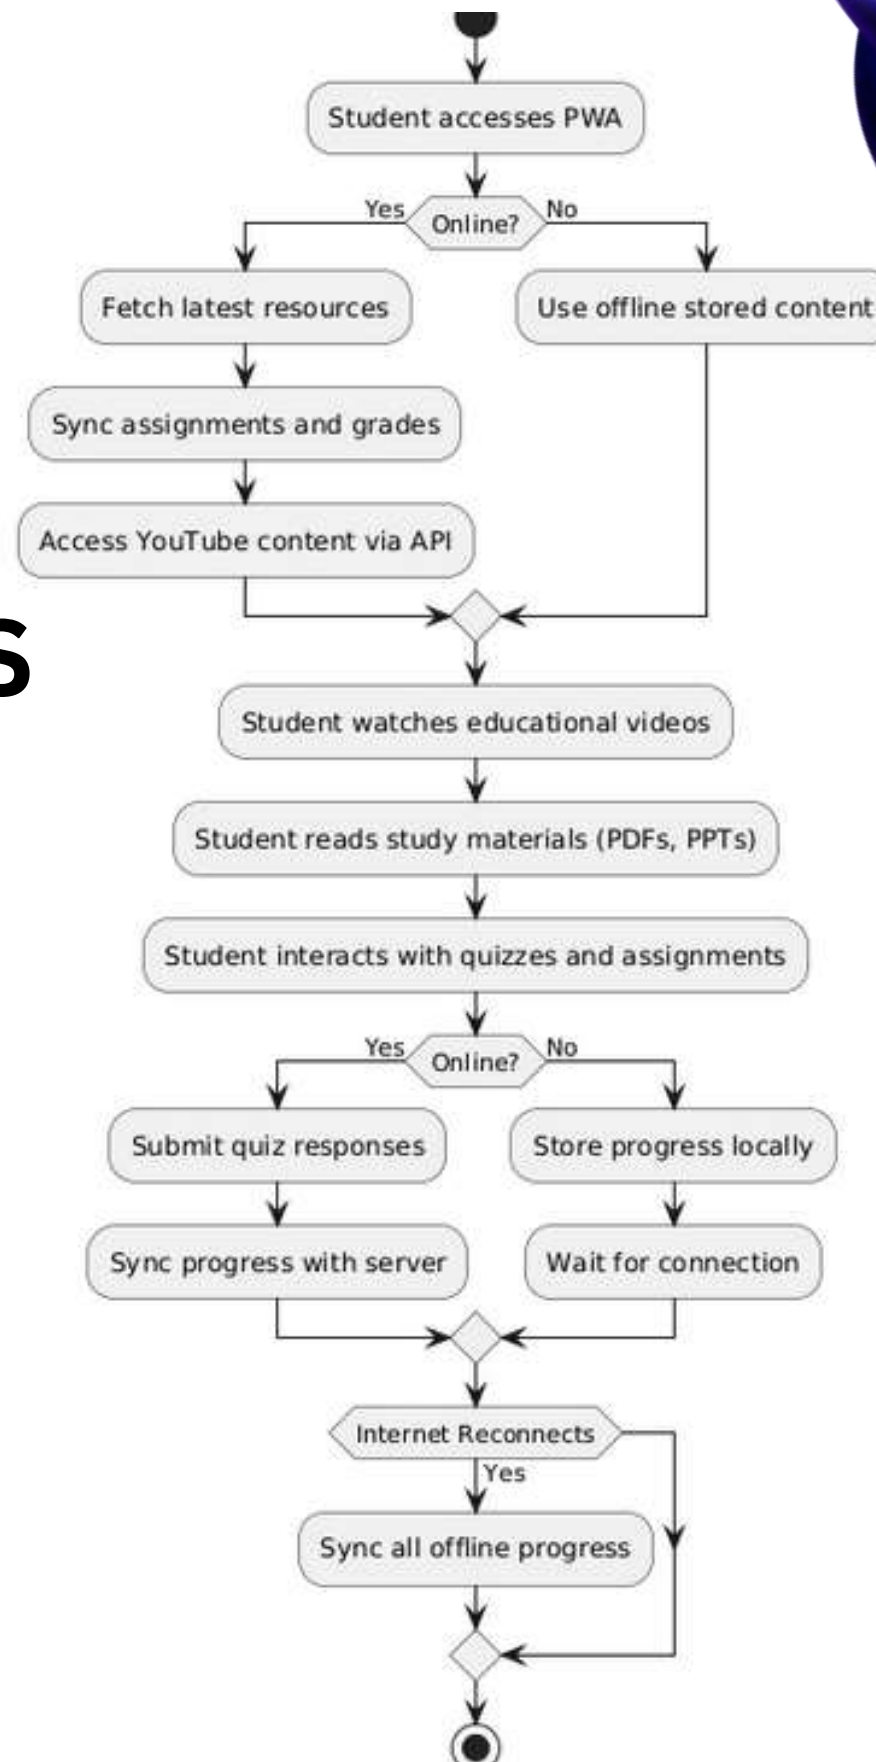 Student accesses PWA
Yes
Online?
No
Fetch latest resources
Use offline stored content
Sync assignments and grades
Access YouTube content via API
s
Student watches educational videos
Student reads study materials (PDFs, PPTs)
Student interacts with quizzes and assignments
Yes
Online?
No
Submit quiz responses
Store progress locally
Sync progress with server
Wait for connection
Internet Reconnects
Yes
Sync all offline progress